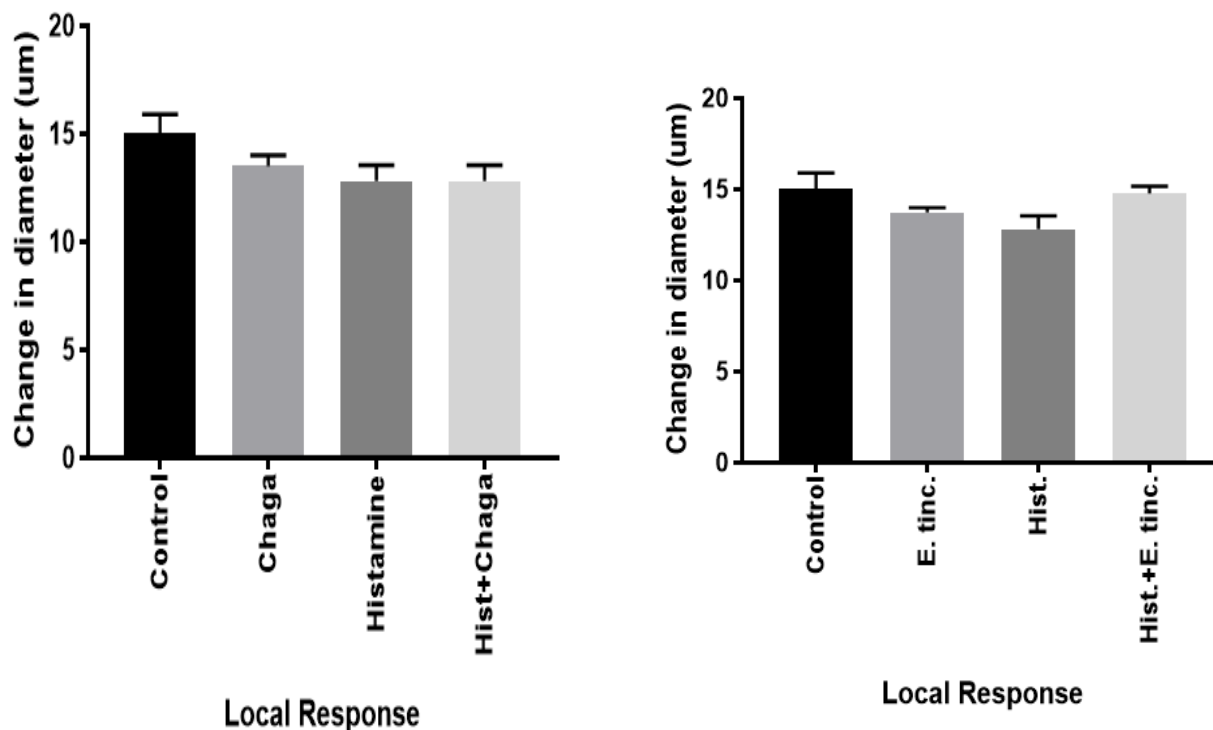 Change in diameter (um)
20
15
10
5
0
Control
Chaga
Histamine
Hist+Chaga
Local Response
Change in diameter (um)
20
15
10
5
0
Control
E. tinc.
Hist.
Hist.+E. tinc.
Local Response